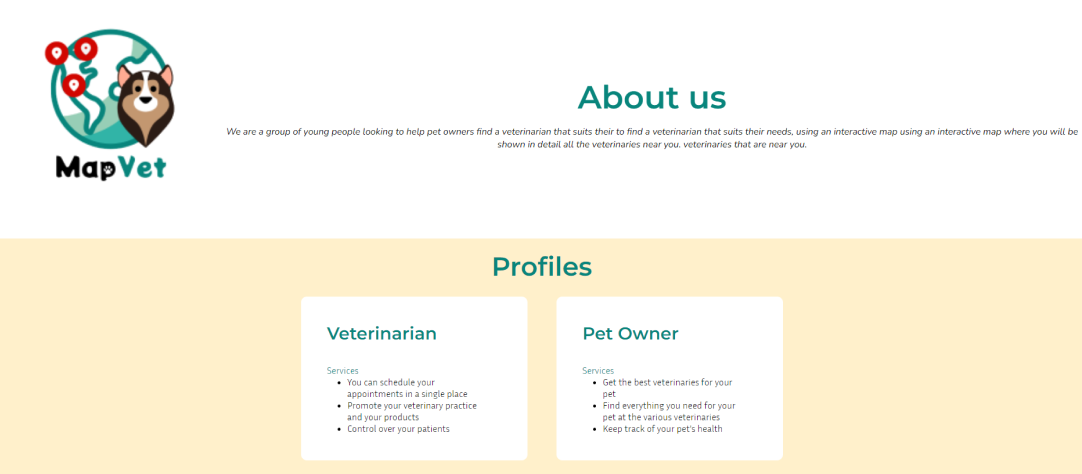 MapVet
About us
We are a group of young people looking to help pet owners find a veterinarian that suits their to find a veterinarian that suits their needs, using an interactive map using an interactive map where you will be
shown in detail all the veterinaries near you. veterinaries that are near you.
Profiles
Veterinarian
Services
• You can schedule your
appointments in a single place
• Promote your veterinary practice
and your products
• Control over your patients
Pet Owner
Services
• Get the best veterinaries for your
pet
• Find everything you need for your
pet at the various veterinaries
• Keep track of your pet's health